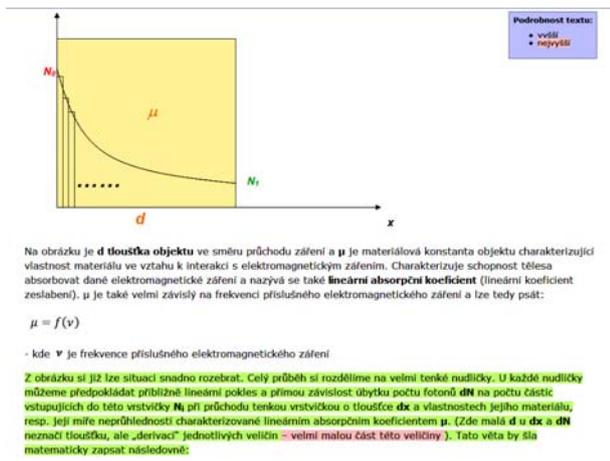 Podrobnost textu:
vyšší
nejvyšší
N₀
μ
N₁
d
x
Na obrázku je d tloušťka objektu ve směru průchodu záření a μ je materiálová konstanta objektu charakterizující
vlastnost materiálu ve vztahu k interakci s elektromagnetickým zářením. Charakterizuje schopnost tělesa
absorbovat dané elektromagnetické záření a nazývá se také lineární absorpční koeficient (lineární koeficient
zeslabení). μ je také velmi závislý na frekvenci příslušného elektromagnetického záření a lze tedy psát:
μ = f(ν)
- kde ν je frekvence příslušného elektromagnetického záření
Z obrázku si již lze situaci snadno rozebrat. Celý průběh si rozdělíme na velmi tenké nudličky. U každé nudličky
můžeme předpokládat přibližně lineární pokles a přímou závislost úbytku počtu fotonů dN na počtu částic
vstupujících do této vrstvičky Nᵢ při průchodu tenkou vrstvičkou o tloušťce dx a vlastnostech jejího materiálu,
resp. její míře neprůhlednosti charakterizované lineárním absorpčním koeficientem μ. (Zde malá d u dx a dN
neznačí tloušťku, ale „derivaci" jednotlivých veličin – velmi malou část této veličiny ). Tato věta by šla
matematicky zapsat následovně: